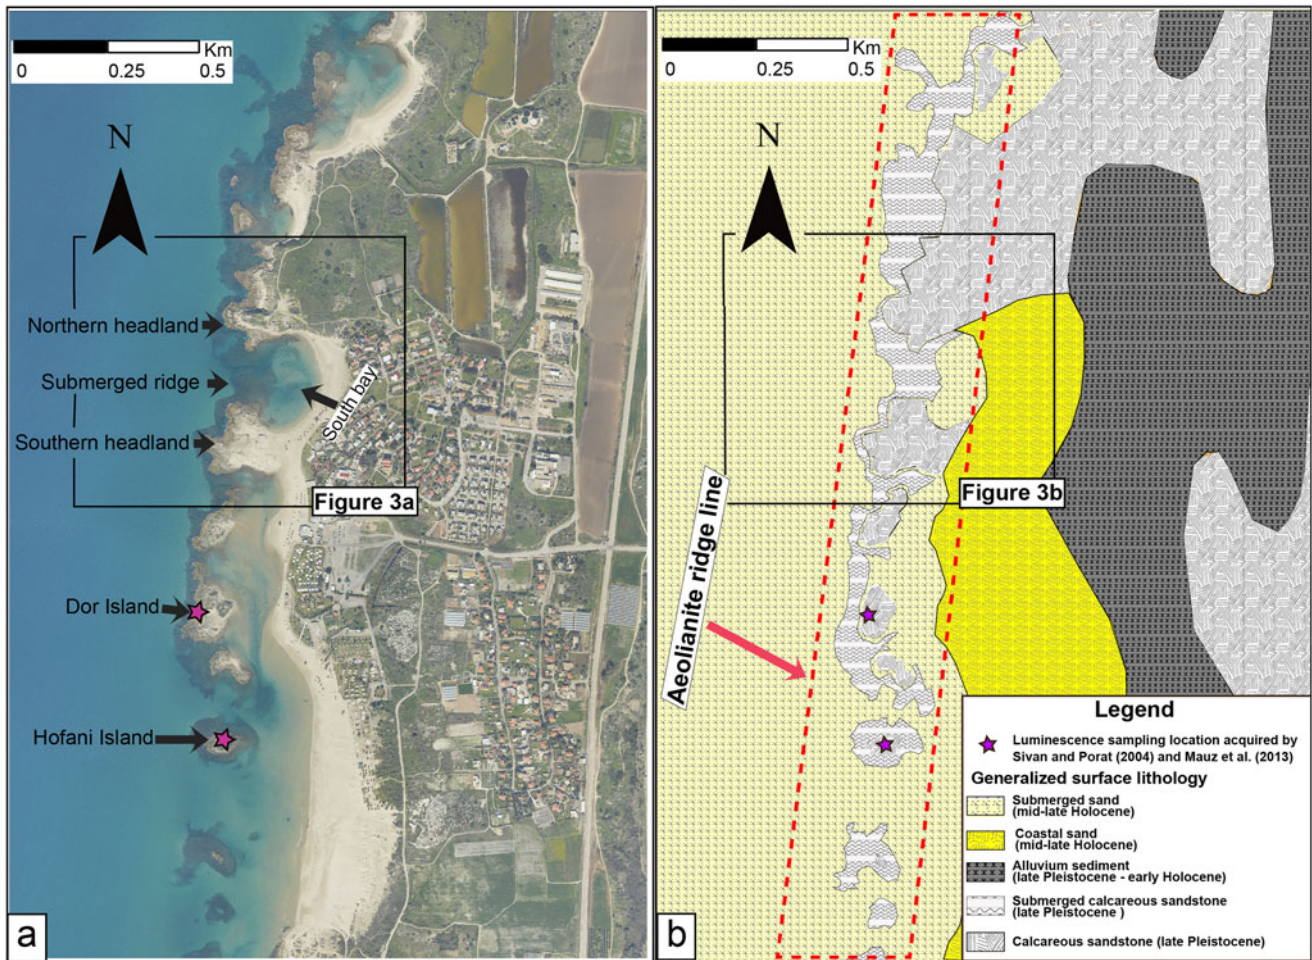 Km
0 0.25 0.5
N
Northern headland
Submerged ridge
South bay
Southern headland
Figure 3a
Dor Island
Hofani Island
a
Km
0 0.25 0.5
N
Figure 3b
Aeolianite ridge line
Legend
Luminescence sampling location acquired by
Sivan and Porat (2004) and Mauz et al. (2013)
Generalized surface lithology
Submerged sand
(mid-late Holocene)
Coastal sand
(mid-late Holocene)
Alluvium sediment
(late Pleistocene - early Holocene)
Submerged calcareous sandstone
(late Pleistocene )
Calcareous sandstone (late Pleistocene)
b